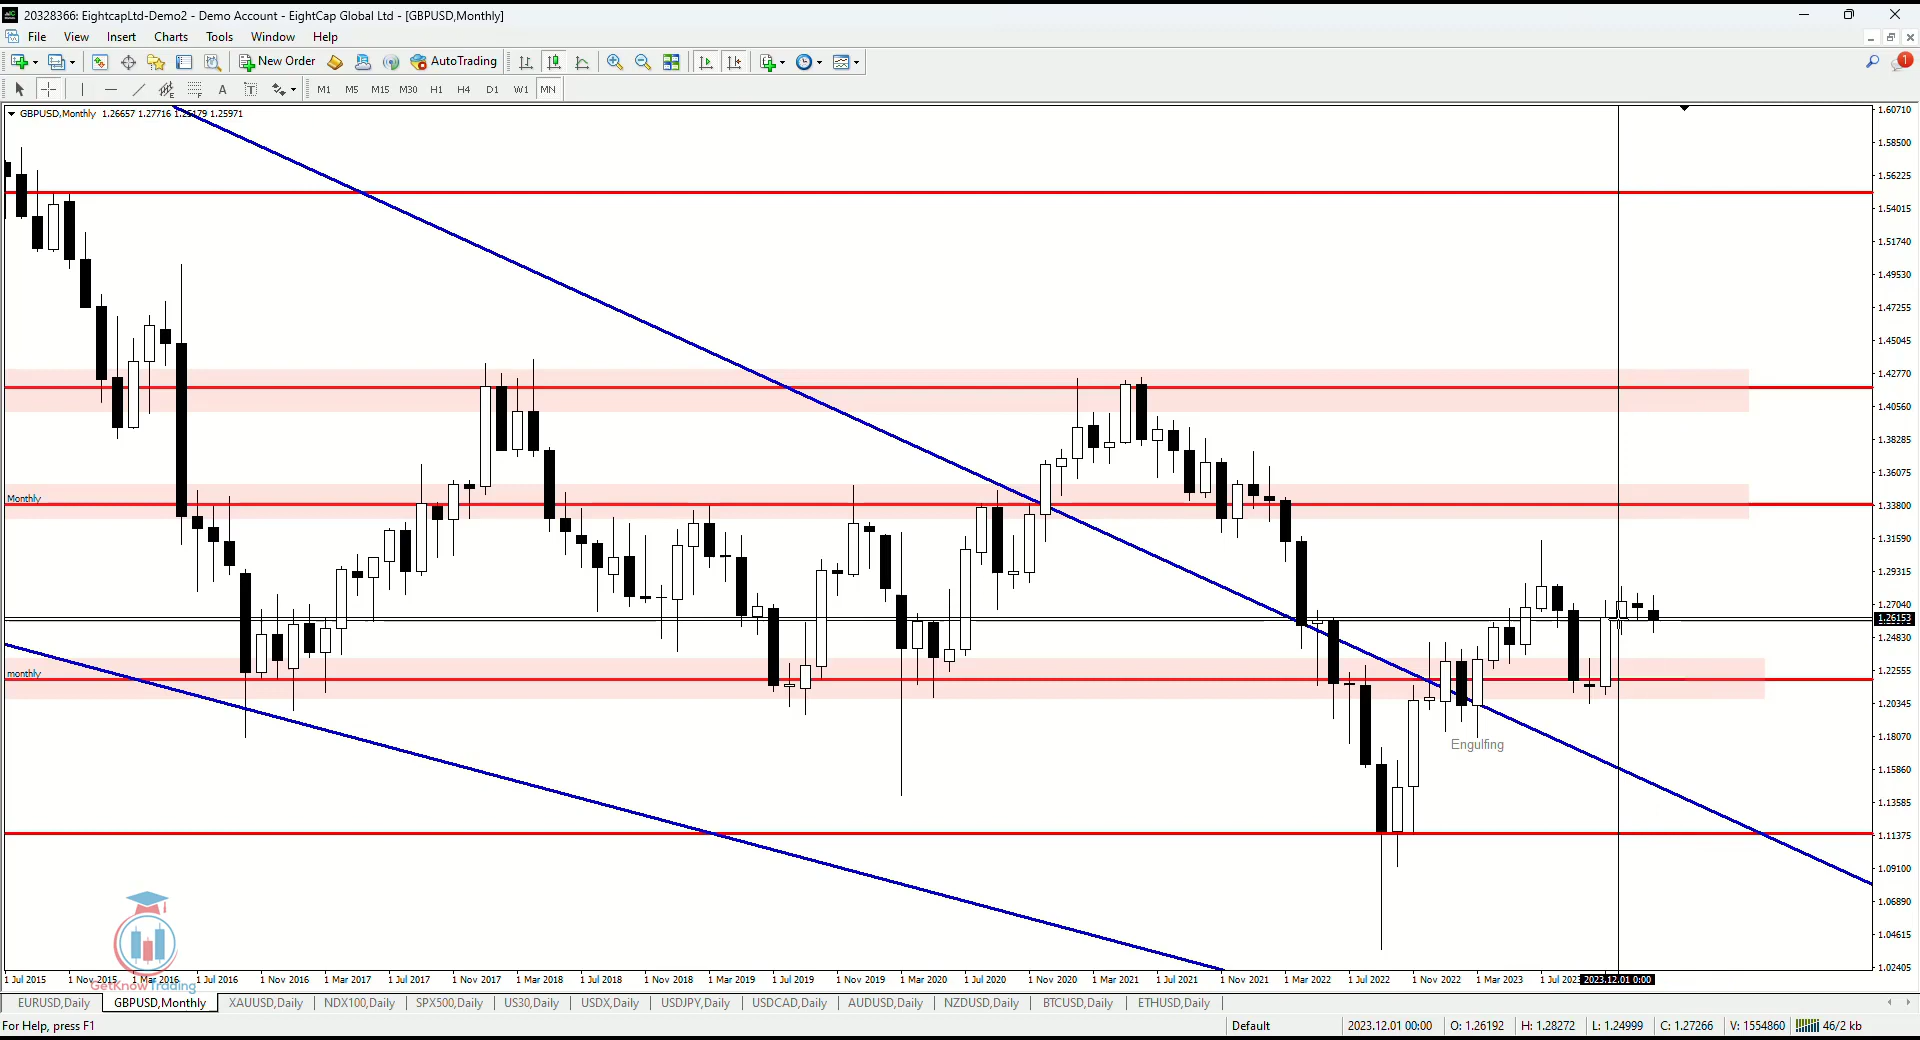 20328366: EightcapLtd-Demo2 - Demo Account - EightCap Global Ltd - [GBPUSD,Monthly]
File View Insert Charts Tools Window Help
New Order AutoTrading 1
A T M1 M5 M15 M30 H1 H4 D1 W1 MN
GBPUSD,Monthly 1.26657 1.27716 1.25179 1.25971
1.60710
1.58500
1.56225
1.54015
1.51740
1.49530
1.47255
1.45045
1.42770
1.40560
1.38285
1.36075
Monthly
1.33800
1.31590
1.29315
1.27040
1.26153
1.24830
1.22555
monthly
1.20345
Engulfing
1.18070
1.15860
1.13585
1.11375
1.09100
1.06890
1.04615
1.02405
1 Jul 2015 1 Nov 2015 1 Mar 2016 1 Jul 2016 1 Nov 2016 1 Mar 2017 1 Jul 2017 1 Nov 2017 1 Mar 2018 1 Jul 2018 1 Nov 2018 1 Mar 2019 1 Jul 2019 1 Nov 2019 1 Mar 2020 1 Jul 2020 1 Nov 2020 1 Mar 2021 1 Jul 2021 1 Nov 2021 1 Mar 2022 1 Jul 2022 1 Nov 2022 1 Mar 2023 1 Jul 2023 2023.12.01 0:00
GetKnowTrading
EURUSD,Daily GBPUSD,Monthly XAUUSD,Daily NDX100,Daily SPX500,Daily US30,Daily USDX,Daily USDJPY,Daily USDCAD,Daily AUDUSD,Daily NZDUSD,Daily BTCUSD,Daily ETHUSD,Daily
For Help, press F1 Default 2023.12.01 00:00 O: 1.26192 H: 1.28272 L: 1.24999 C: 1.27266 V: 1554860 46/2 kb